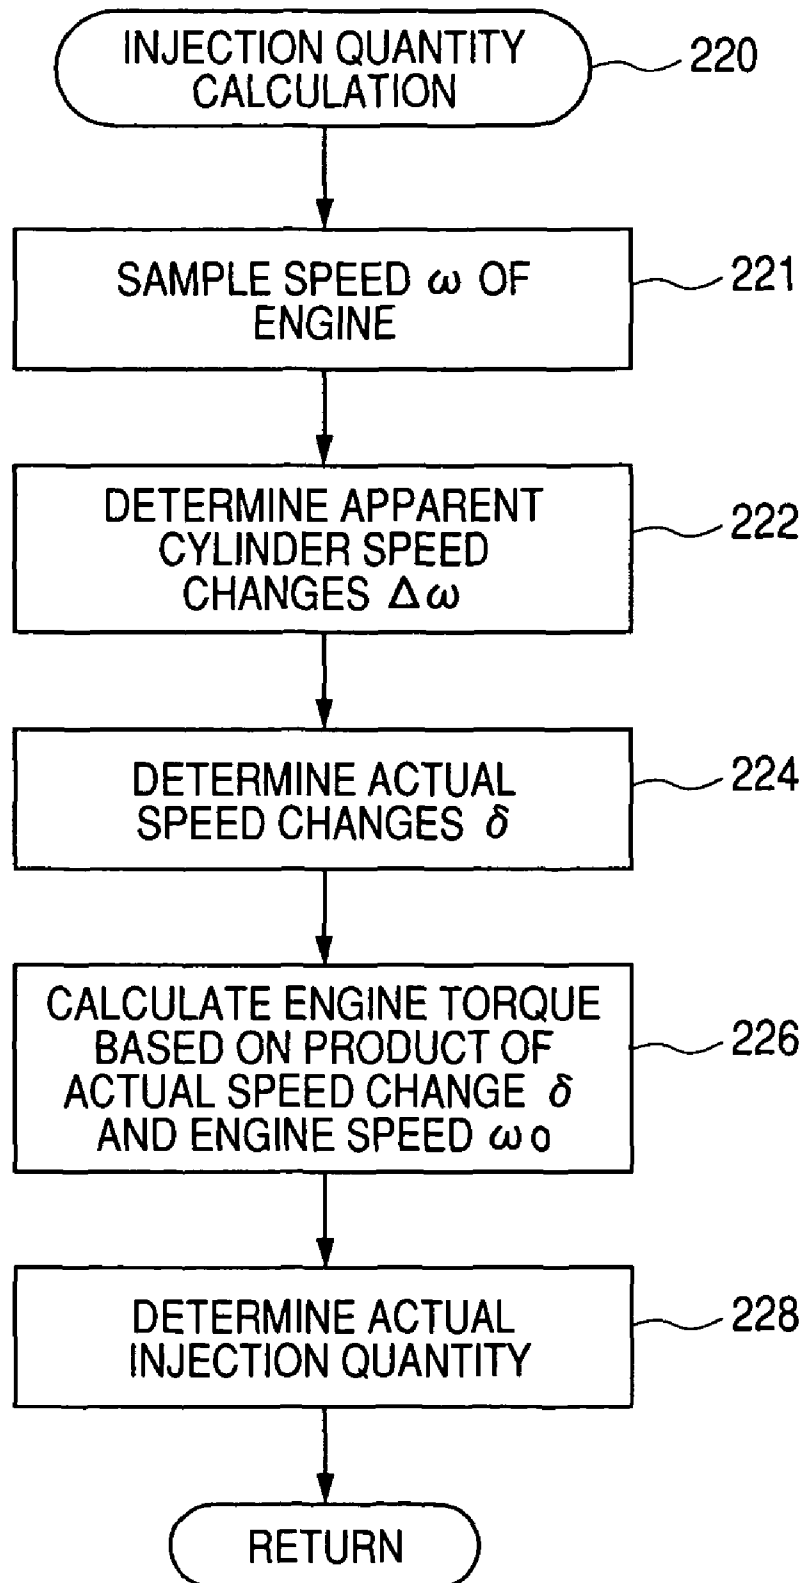 INJECTION QUANTITY
CALCULATION
220
SAMPLE SPEED ω OF
ENGINE
221
DETERMINE APPARENT
CYLINDER SPEED
CHANGES Δω
222
DETERMINE ACTUAL
SPEED CHANGES δ
224
CALCULATE ENGINE TORQUE
BASED ON PRODUCT OF
ACTUAL SPEED CHANGE δ
AND ENGINE SPEED ωo
226
DETERMINE ACTUAL
INJECTION QUANTITY
228
RETURN